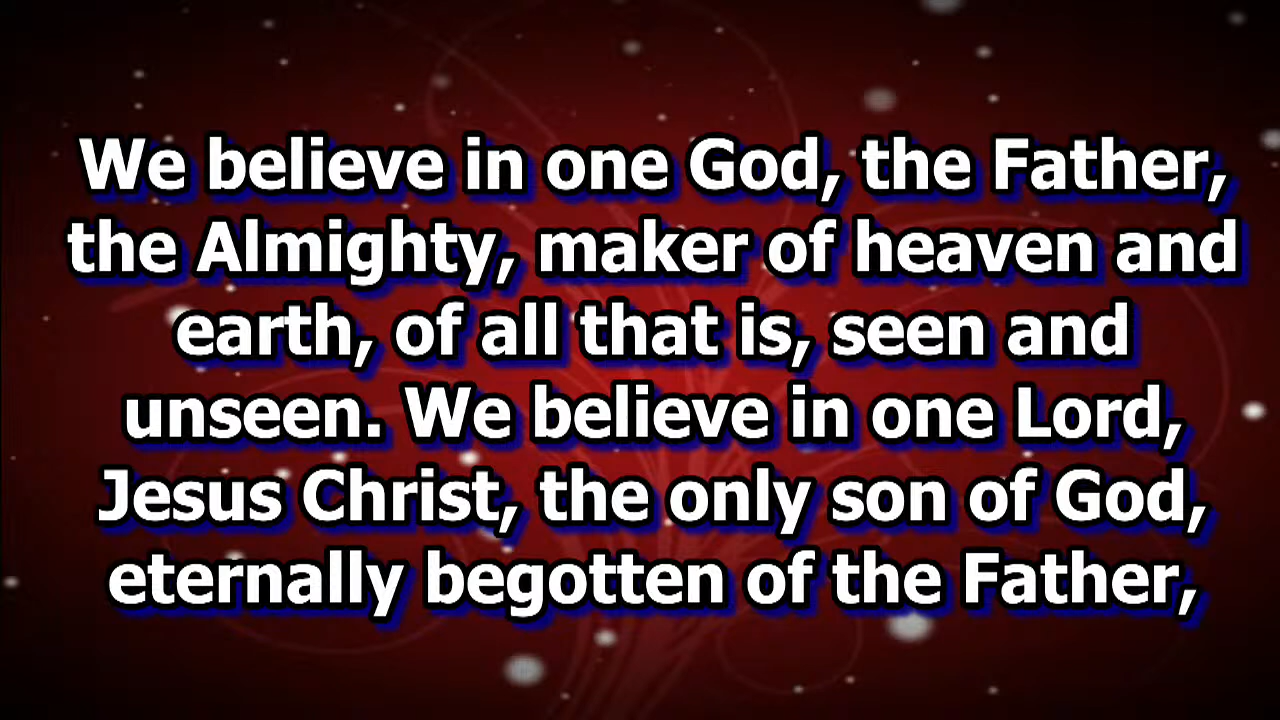 We believe in one God, the Father,
the Almighty, maker of heaven and
earth, of all that is, seen and
unseen. We believe in one Lord,
Jesus Christ, the only son of God,
eternally begotten of the Father,